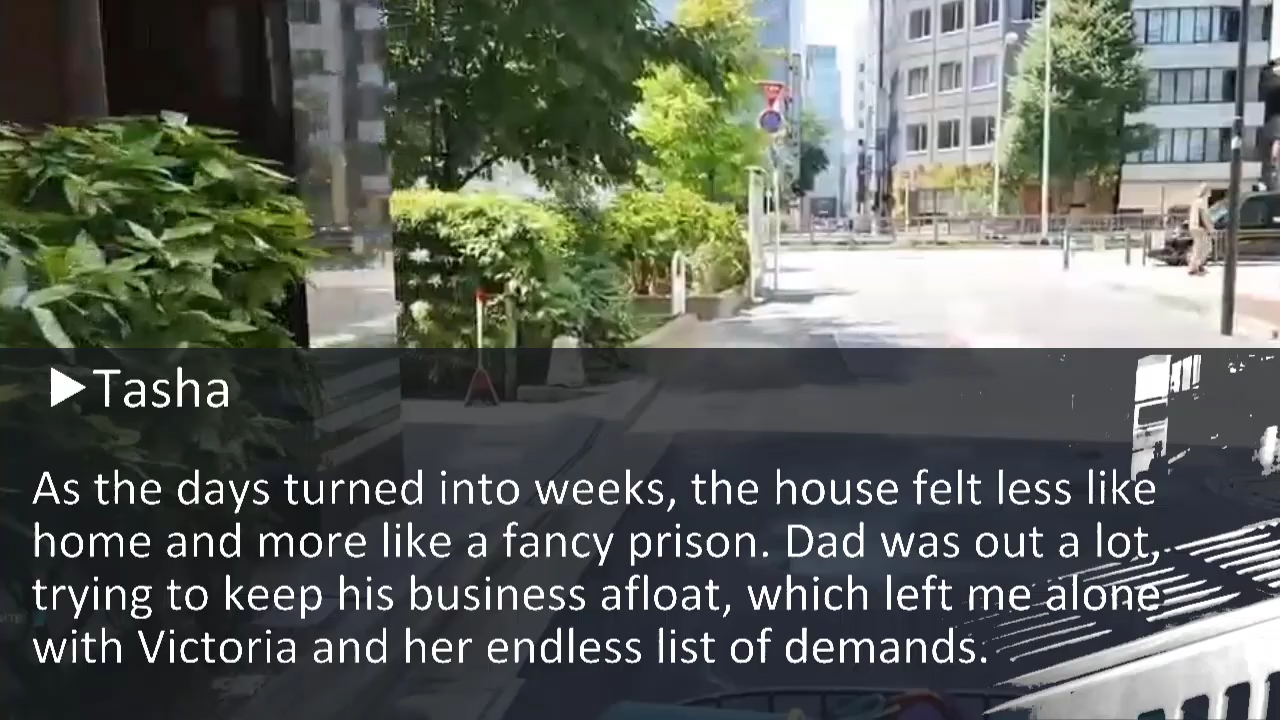 ▶Tasha
As the days turned into weeks, the house felt less like
home and more like a fancy prison. Dad was out a lot,
trying to keep his business afloat, which left me alone
with Victoria and her endless list of demands.